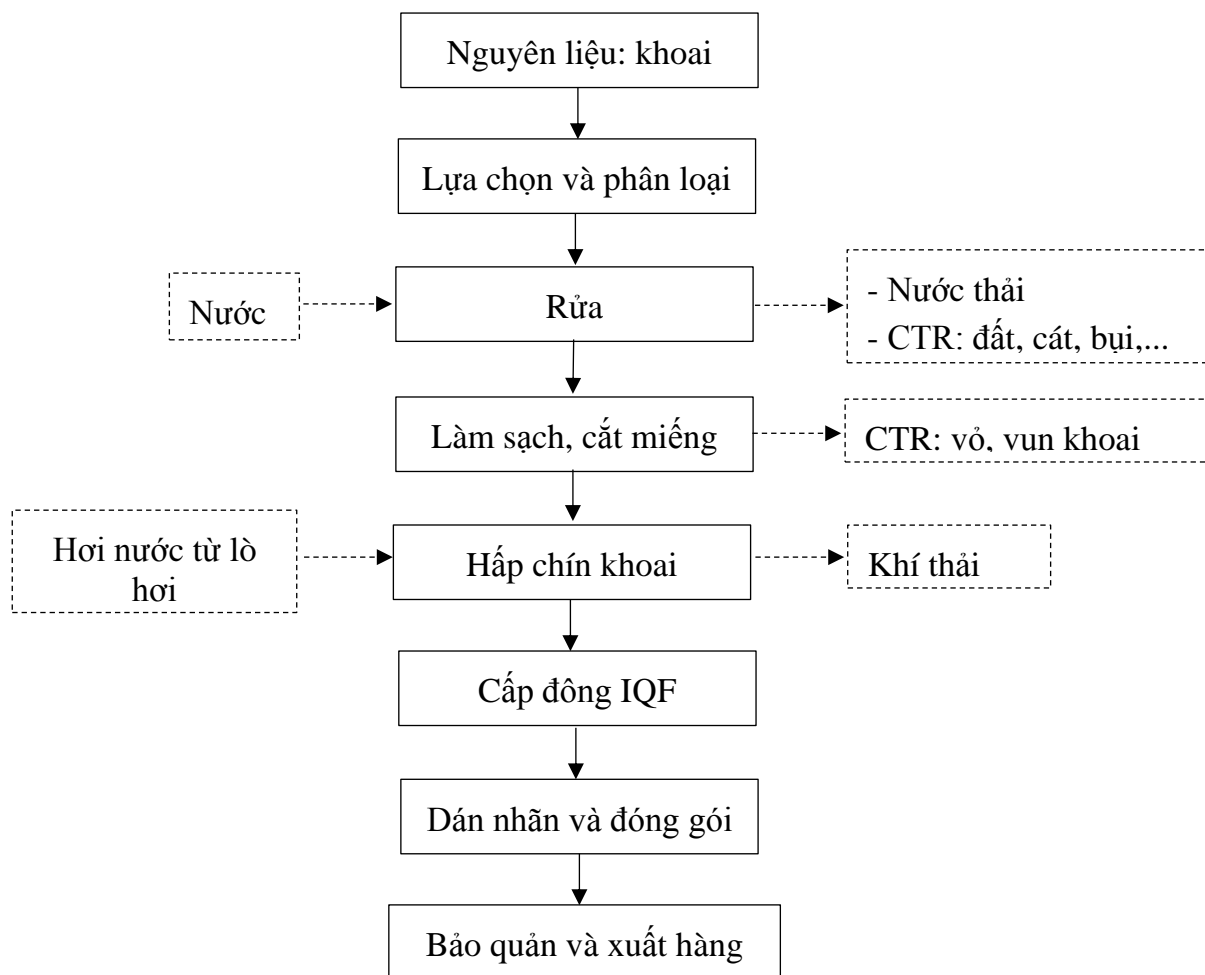 Nguyên liệu: khoai
Lựa chọn và phân loại
Nước
Rửa
- Nước thải
- CTR: đất, cát, bụi,...
Làm sạch, cắt miếng
CTR: vỏ, vun khoai
Hơi nước từ lò
hơi
Hấp chín khoai
Khí thải
Cấp đông IQF
Dán nhãn và đóng gói
Bảo quản và xuất hàng